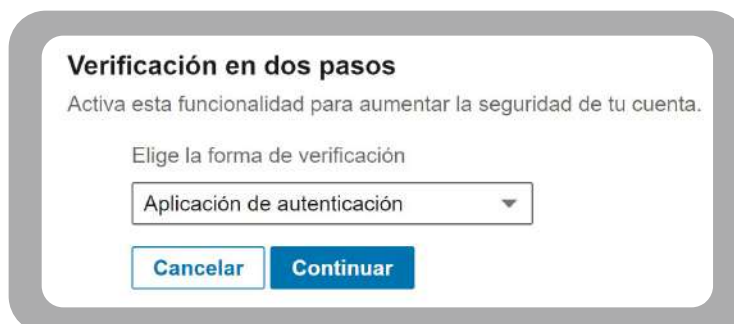 Verificación en dos pasos
Activa esta funcionalidad para aumentar la seguridad de tu cuenta.
Elige la forma de verificación
Aplicación de autenticación
Cancelar Continuar